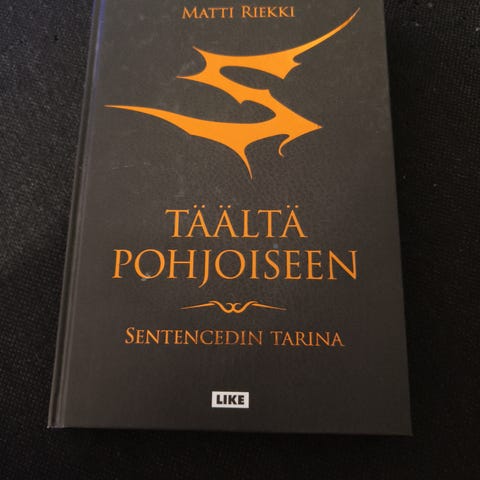 MATTI RIEKKI
TÄÄLTÄ
POHJOISEEN
SENTENCEDIN TARINA
LIKE